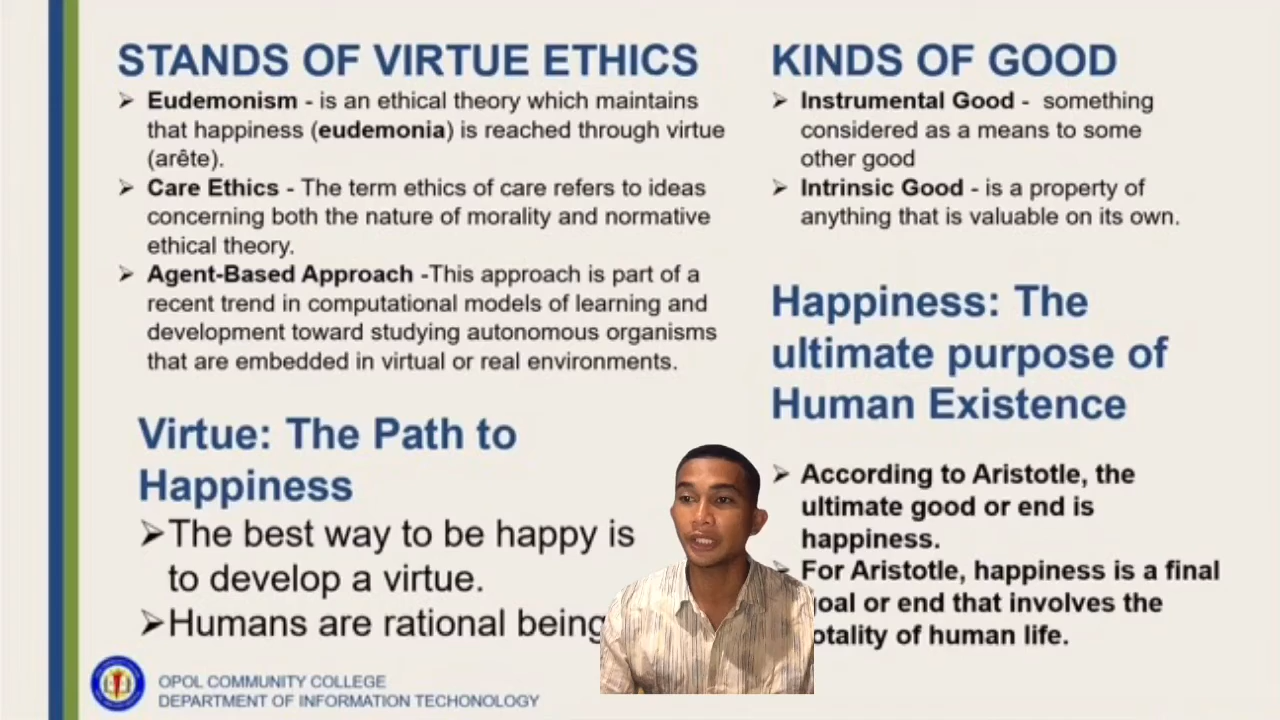 STANDS OF VIRTUE ETHICS
➢ Eudemonism - is an ethical theory which maintains
that happiness (eudemonia) is reached through virtue
(arête).
➢ Care Ethics - The term ethics of care refers to ideas
concerning both the nature of morality and normative
ethical theory.
➢ Agent-Based Approach -This approach is part of a
recent trend in computational models of learning and
development toward studying autonomous organisms
that are embedded in virtual or real environments.
Virtue: The Path to
Happiness
➢The best way to be happy is
to develop a virtue.
➢Humans are rational being
KINDS OF GOOD
➢ Instrumental Good - something
considered as a means to some
other good
➢ Intrinsic Good - is a property of
anything that is valuable on its own.
Happiness: The
ultimate purpose of
Human Existence
➢ According to Aristotle, the
ultimate good or end is
happiness.
➢ For Aristotle, happiness is a final
goal or end that involves the
totality of human life.
OPOL COMMUNITY COLLEGE
DEPARTMENT OF INFORMATION TECHONOLOGY